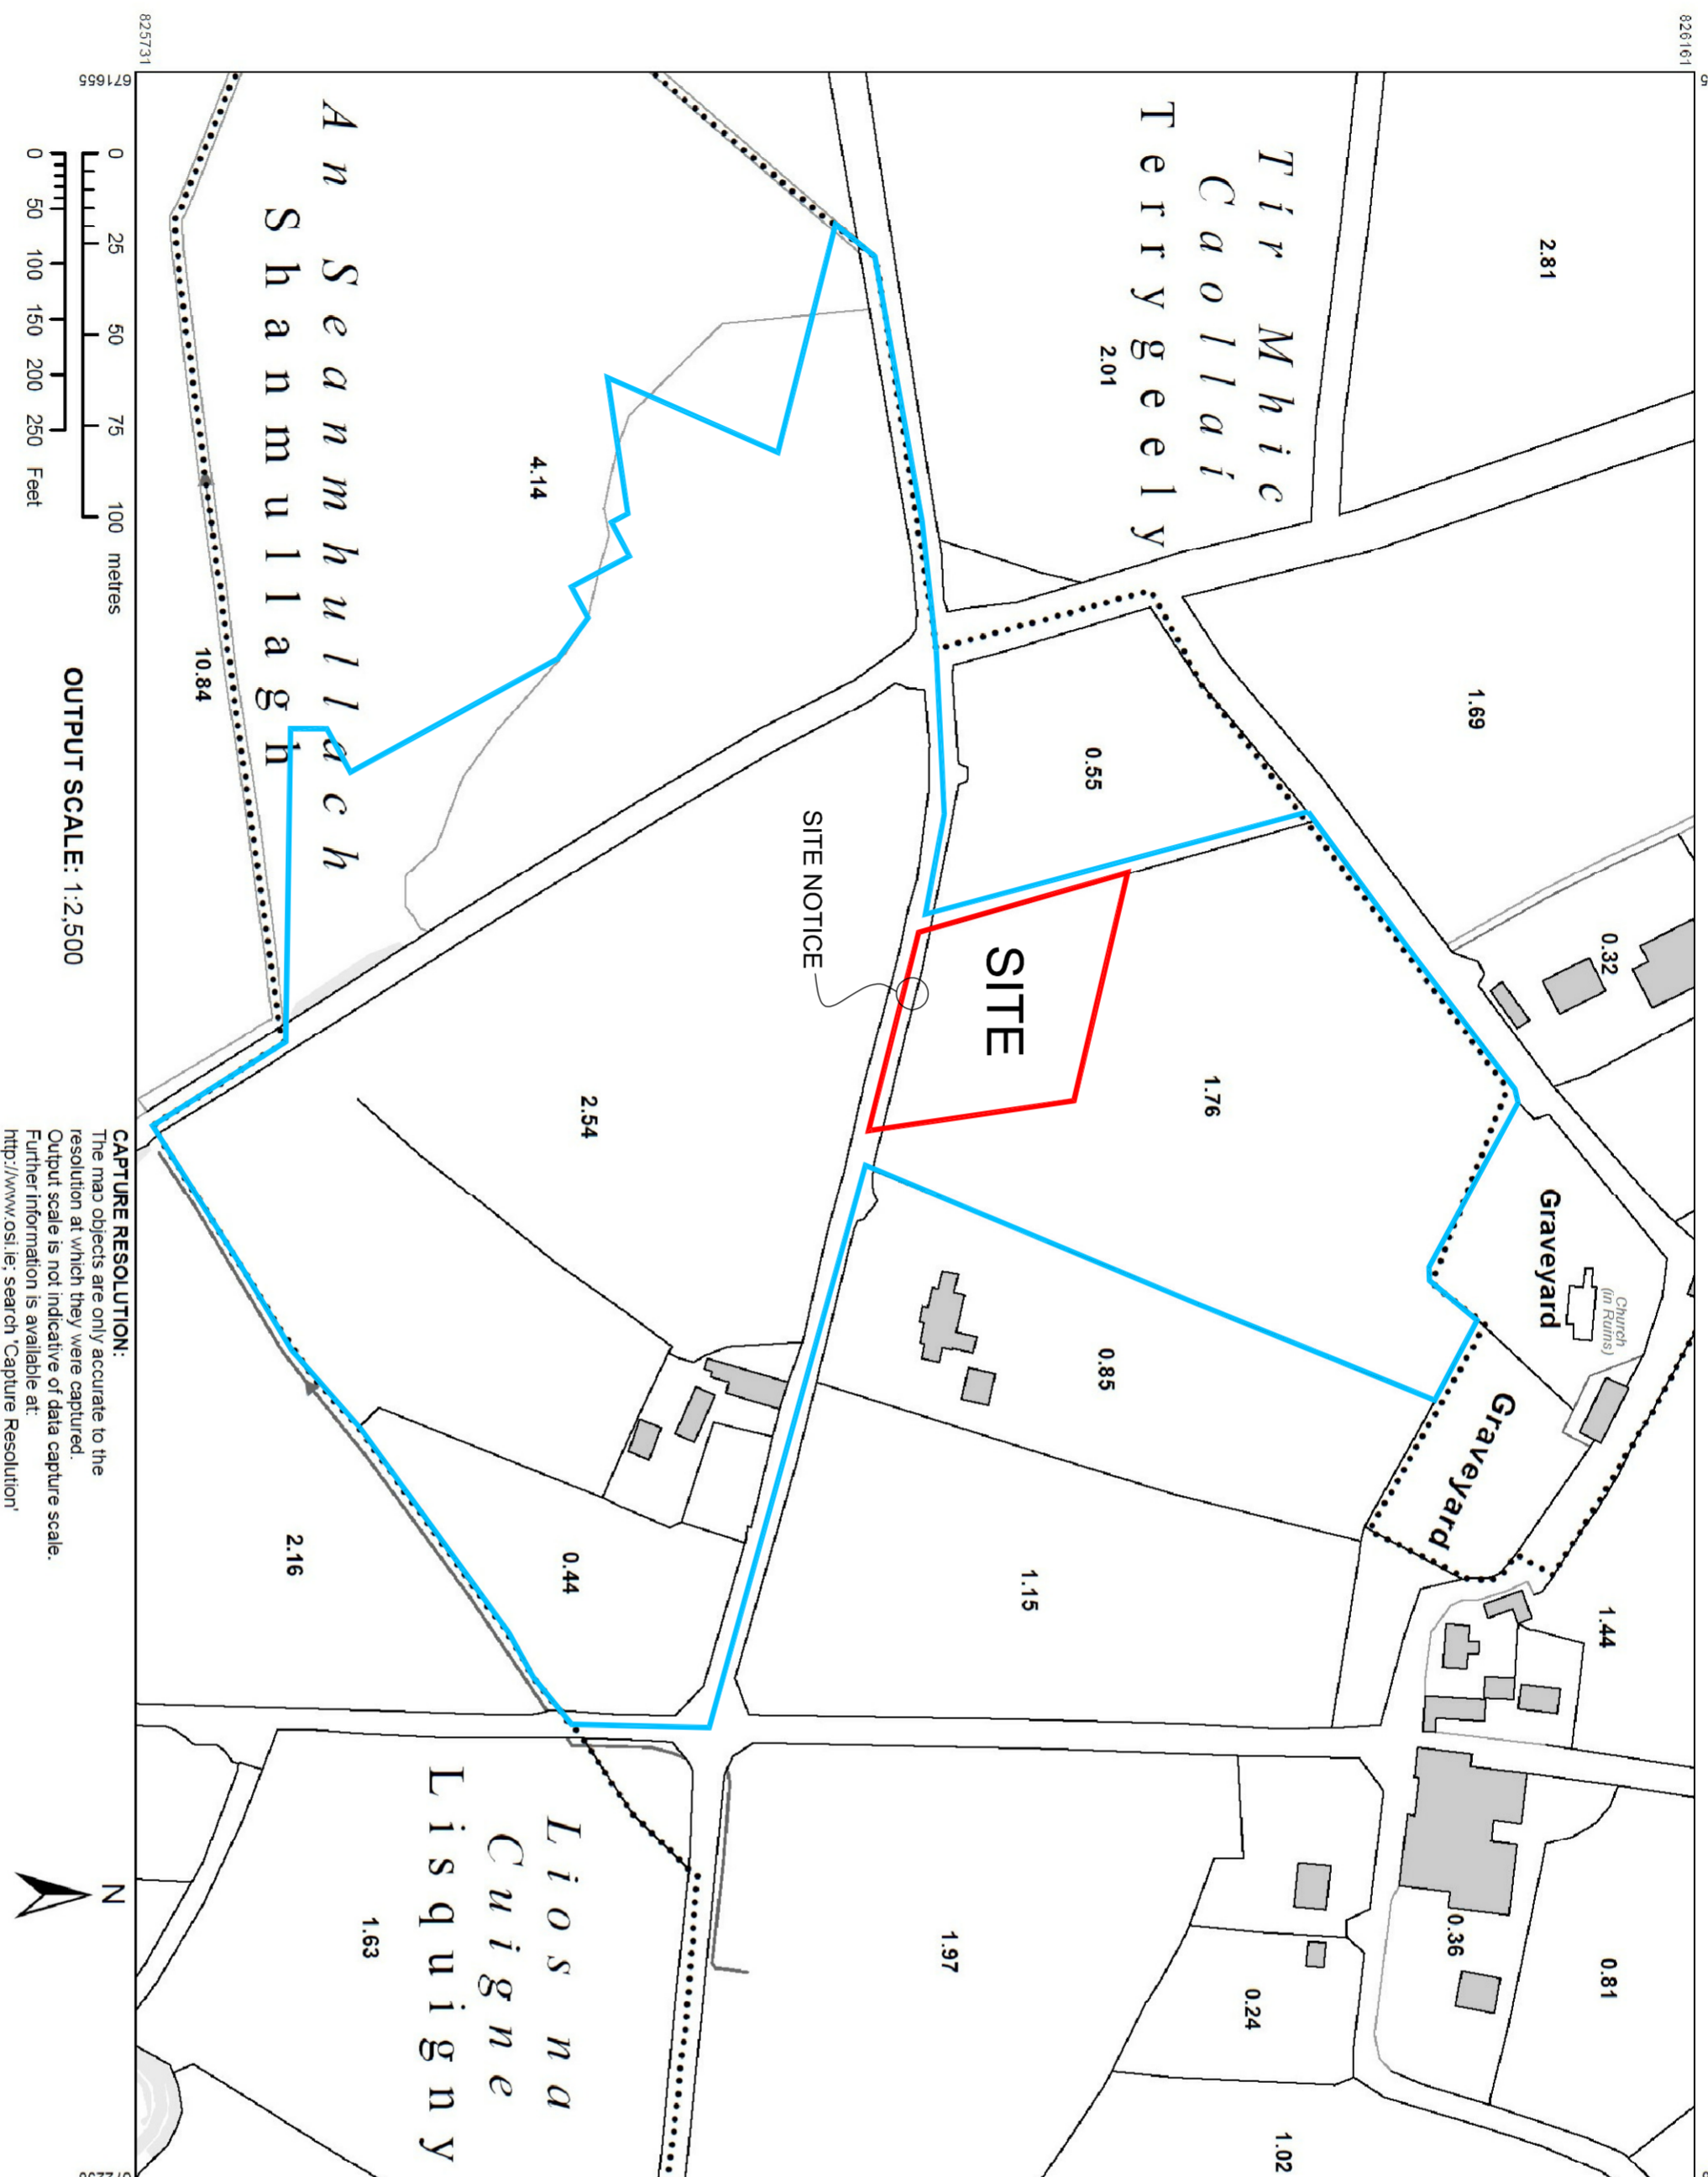 826161
2.81
Tír Mhic
Caollaí
Terrygeely
2.01
1.69
0.55
0.32
SITE
SITE NOTICE
1.76
Graveyard
Church
(in Ruins)
Graveyard
0.85
1.15
1.44
0.36
0.81
0.24
1.02
1.97
4.14
An Seanmhullach
Shanmullagh
10.84
2.54
0.44
2.16
Lios na
Cuigne
Lisquigny
1.63
825731
671655
0 25 50 75 100 metres
0 50 100 150 200 250 Feet
OUTPUT SCALE: 1:2,500
CAPTURE RESOLUTION:
The map objects are only accurate to the
resolution at which they were captured.
Output scale is not indicative of data capture scale.
Further information is available at:
http://www.osi.ie; search 'Capture Resolution'
N